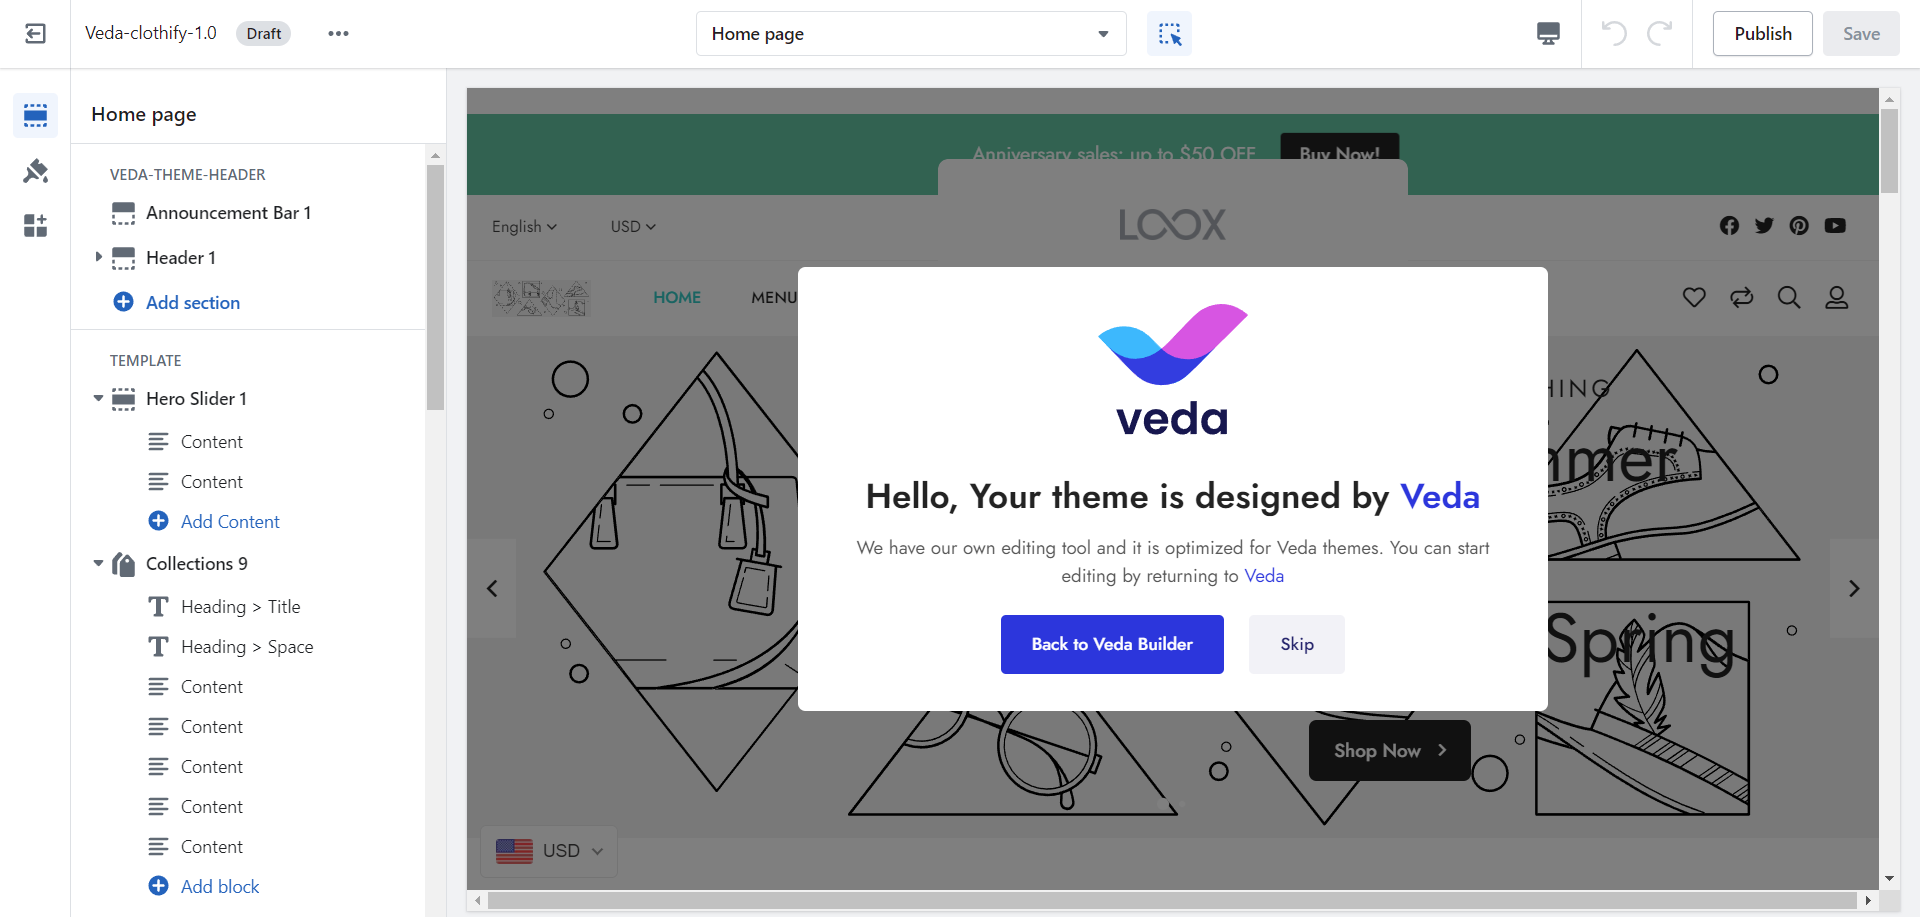 Veda-clothify-1.0 Draft
Home page
Publish
Save
Home page
VEDA-THEME-HEADER
Announcement Bar 1
Header 1
Add section
TEMPLATE
Hero Slider 1
Content
Content
Add Content
Collections 9
Heading > Title
Heading > Space
Content
Content
Content
Content
Content
Add block
Anniversary sales: up to $50 OFF
Buy Now!
English
USD
LOOX
HOME
MENU
veda
Hello, Your theme is designed by Veda
We have our own editing tool and it is optimized for Veda themes. You can start
editing by returning to Veda
Back to Veda Builder
Skip
Spring
Shop Now
USD